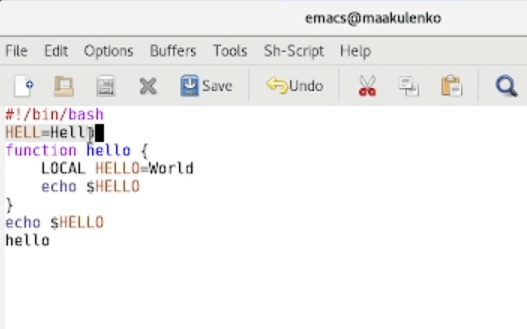 emacs@maakulenko
File Edit Options Buffers Tools Sh-Script Help
Save Undo
#!/bin/bash
HELL=Hello
function hello {
    LOCAL HELLO=World
    echo $HELLO
}
echo $HELLO
hello